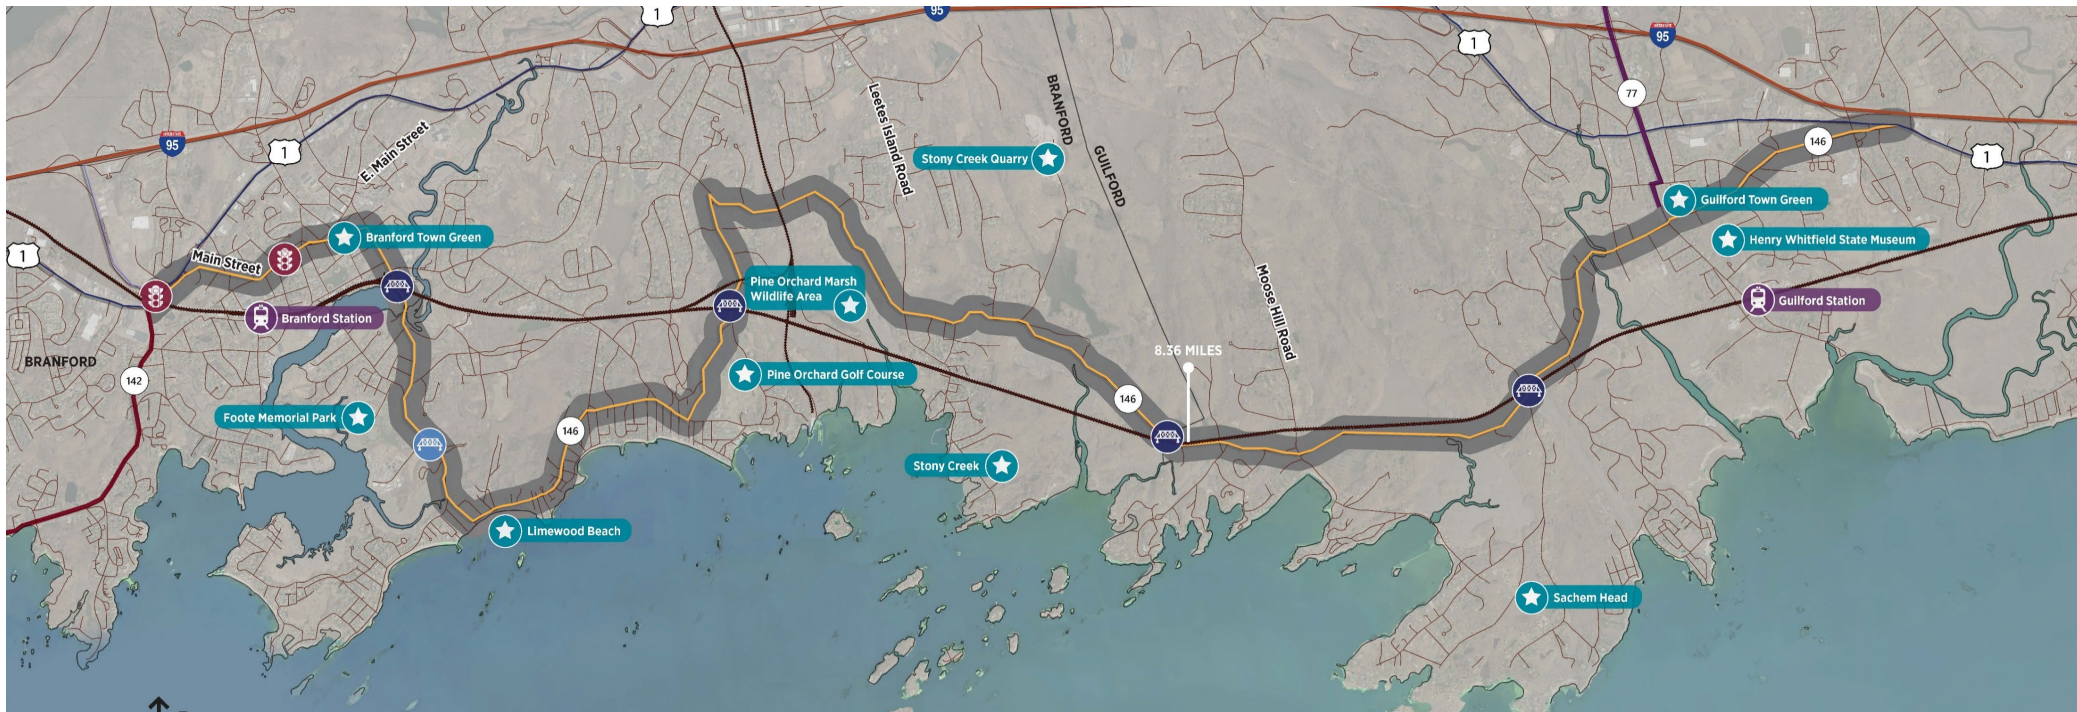 1
95
1
95
INTERSTATE
95
1
77
146
1
1
E. Main Street
Leetes Island Road
BRANFORD
GUILFORD
Stony Creek Quarry
Guilford Town Green
Henry Whitfield State Museum
Branford Town Green
Main Street
1
Pine Orchard Marsh
Wildlife Area
Moose Hill Road
Guilford Station
Branford Station
BRANFORD
8.36 MILES
142
Pine Orchard Golf Course
146
Foote Memorial Park
146
Stony Creek
Limewood Beach
Sachem Head